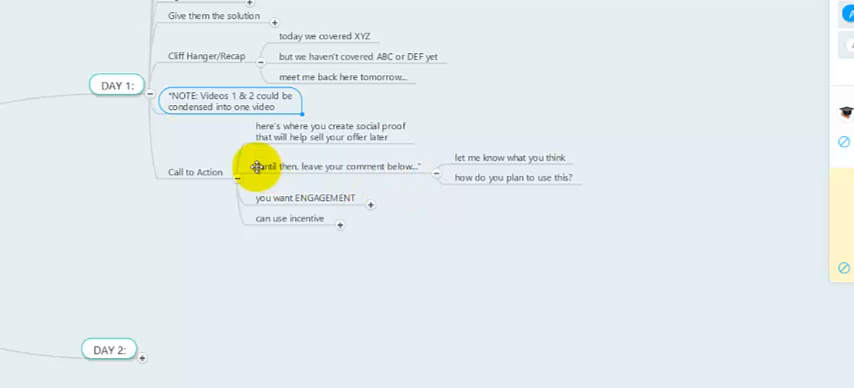 Give them the solution
today we covered XYZ
Cliff Hanger/Recap
but we haven't covered ABC or DEF yet
meet me back here tomorrow...
DAY 1:
*NOTE: Videos 1 & 2 could be
condensed into one video
here's where you create social proof
that will help sell your offer later
Call to Action
until then, leave your comment below..."
let me know what you think
how do you plan to use this?
you want ENGAGEMENT
can use incentive
DAY 2: